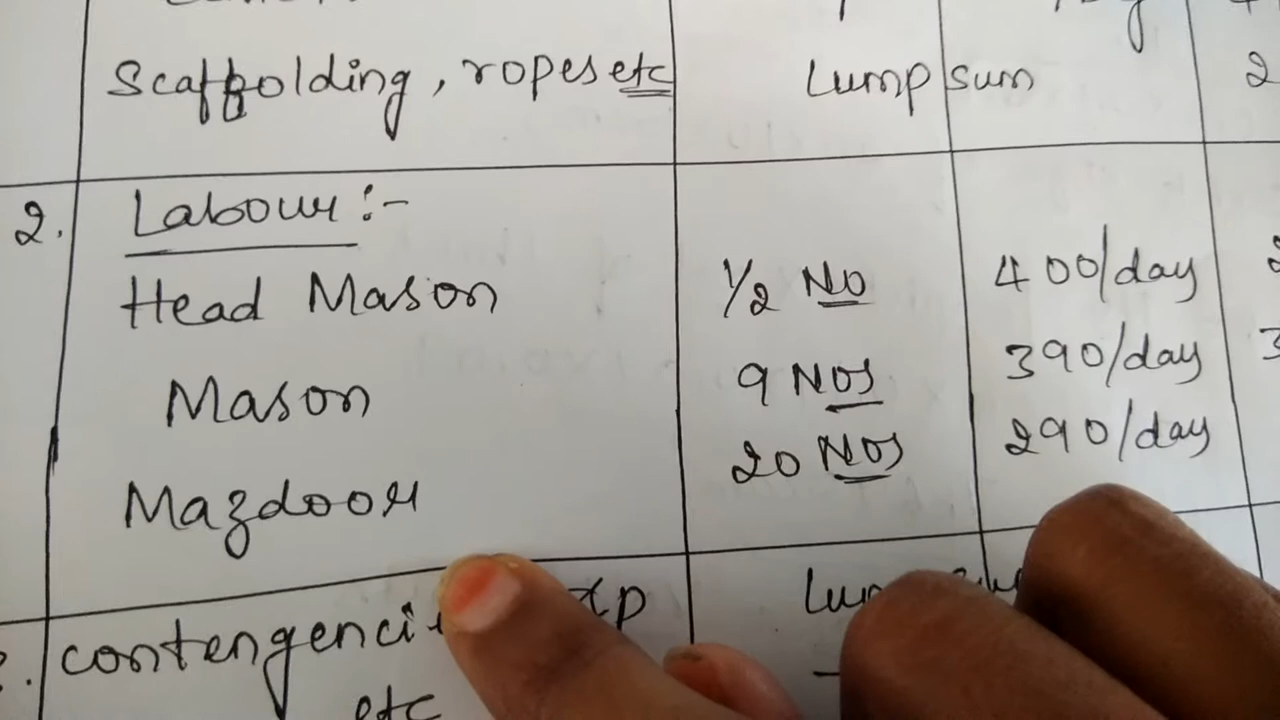 Scaffolding, ropes etc Lump sum 2
2. Labour :-
Head Mason 1/2 No 400/day
Mason 9 Nos 390/day
Mazdoor 20 Nos 290/day
etc